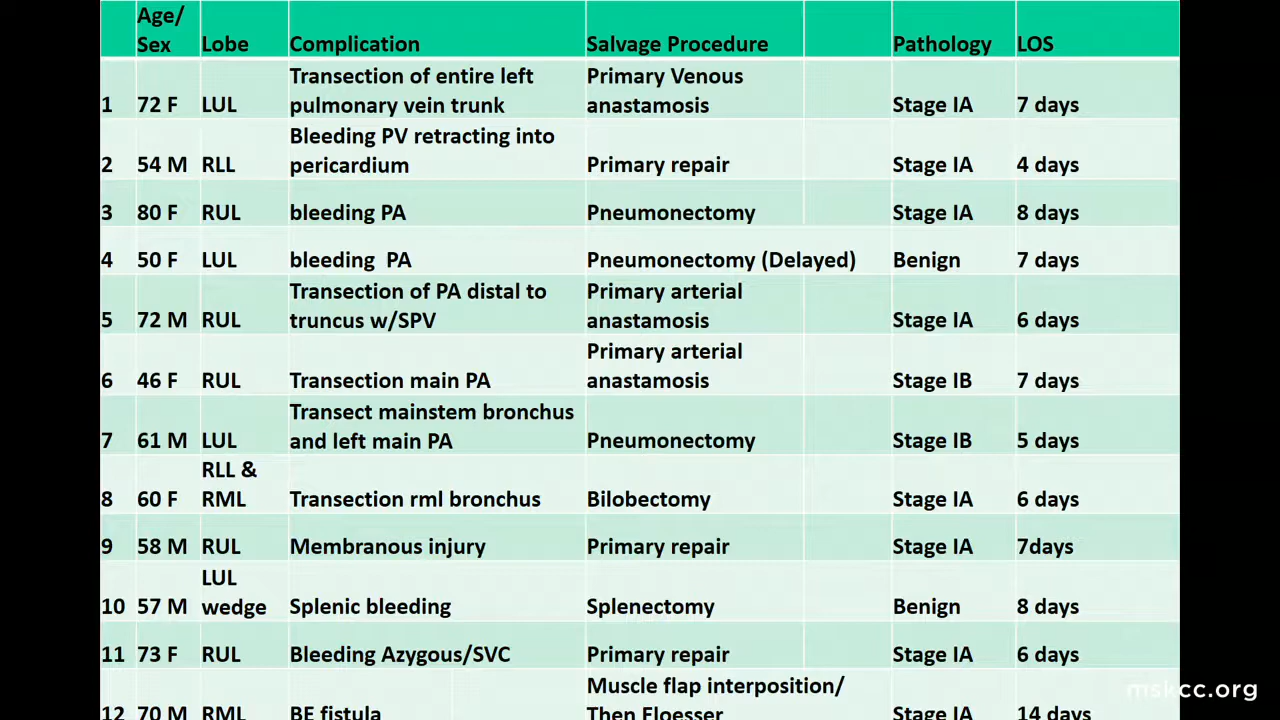 Age/
Sex Lobe Complication Salvage Procedure Pathology LOS
Transection of entire left Primary Venous
1 72 F LUL pulmonary vein trunk anastamosis Stage IA 7 days
Bleeding PV retracting into
2 54 M RLL pericardium Primary repair Stage IA 4 days
3 80 F RUL bleeding PA Pneumonectomy Stage IA 8 days
4 50 F LUL bleeding PA Pneumonectomy (Delayed) Benign 7 days
Transection of PA distal to Primary arterial
5 72 M RUL truncus w/SPV anastamosis Stage IA 6 days
Primary arterial
6 46 F RUL Transection main PA anastamosis Stage IB 7 days
Transect mainstem bronchus
7 61 M LUL and left main PA Pneumonectomy Stage IB 5 days
RLL &
8 60 F RML Transection rml bronchus Bilobectomy Stage IA 6 days
9 58 M RUL Membranous injury Primary repair Stage IA 7days
LUL
10 57 M wedge Splenic bleeding Splenectomy Benign 8 days
11 73 F RUL Bleeding Azygous/SVC Primary repair Stage IA 6 days
Muscle flap interposition/
12 70 M RML BE fistula Then Eloesser Stage IA 14 days
mskcc.org